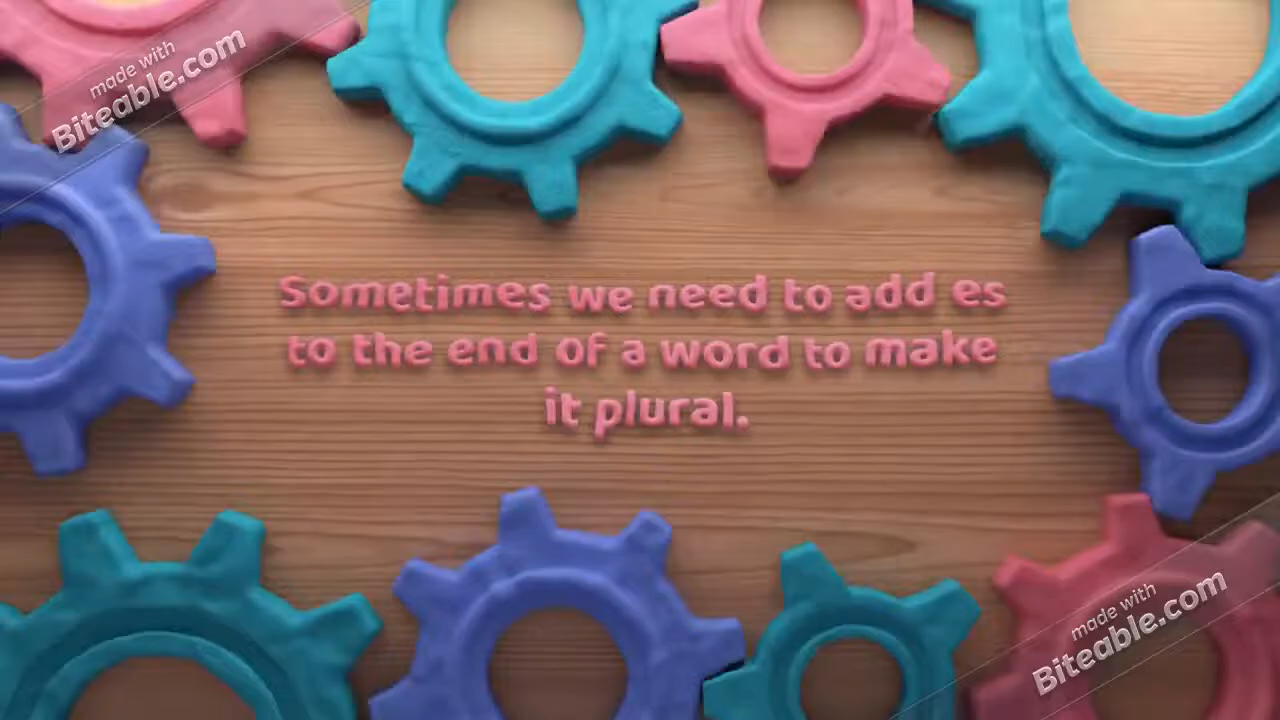 made with
Biteable.com
Sometimes we need to add es
to the end of a word to make
it plural.
made with
Biteable.com